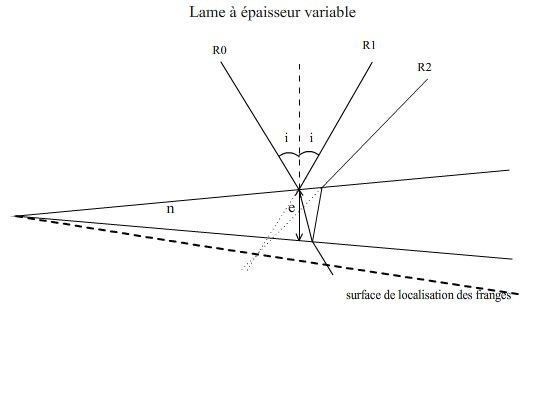 Lame à épaisseur variable
R0
R1
R2
i
i
n
e
surface de localisation des franges